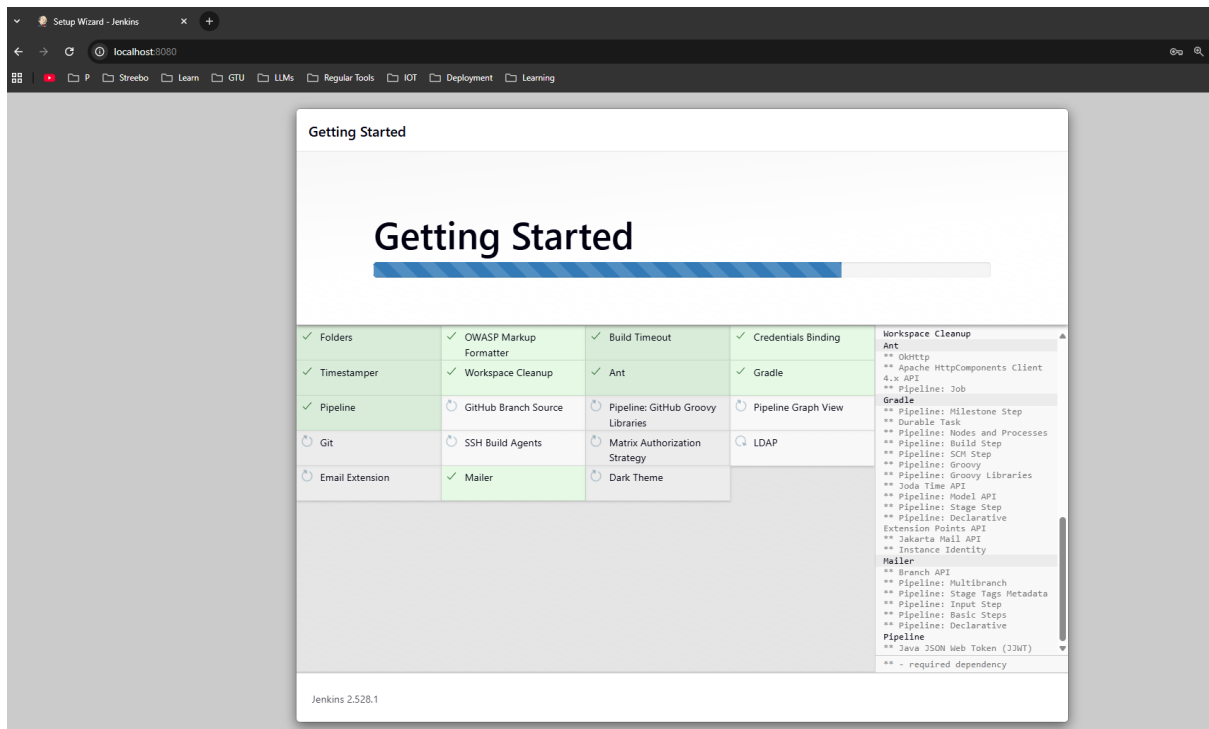 Setup Wizard - Jenkins
localhost:8080
P Streebo Learn GTU LLMs Regular Tools IOT Deployment Learning
Getting Started
Getting Started
Folders
OWASP Markup
Formatter
Build Timeout
Credentials Binding
Timestamper
Workspace Cleanup
Ant
Gradle
Pipeline
GitHub Branch Source
Pipeline: GitHub Groovy
Libraries
Pipeline Graph View
Git
SSH Build Agents
Matrix Authorization
Strategy
LDAP
Email Extension
Mailer
Dark Theme
Workspace Cleanup
Ant
** OkHttp
** Apache HttpComponents Client
4.x API
** Pipeline: Job
Gradle
** Pipeline: Milestone Step
** Durable Task
** Pipeline: Nodes and Processes
** Pipeline: Build Step
** Pipeline: SCM Step
** Pipeline: Groovy
** Pipeline: Groovy Libraries
** Joda Time API
** Pipeline: Model API
** Pipeline: Stage Step
** Pipeline: Declarative
Extension Points API
** Jakarta Mail API
** Instance Identity
Mailer
** Branch API
** Pipeline: Multibranch
** Pipeline: Stage Tags Metadata
** Pipeline: Input Step
** Pipeline: Basic Steps
** Pipeline: Declarative
Pipeline
** Java JSON Web Token (JJWT)
** - required dependency
Jenkins 2.528.1